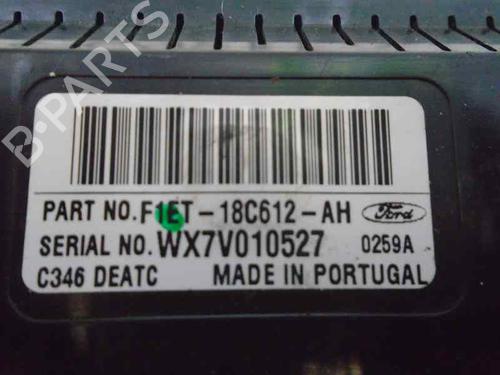 B-PARTS
PART NO. F1ET-18C612-AH Ford
SERIAL NO. WX7V010527 0259A
C346 DEATC MADE IN PORTUGAL